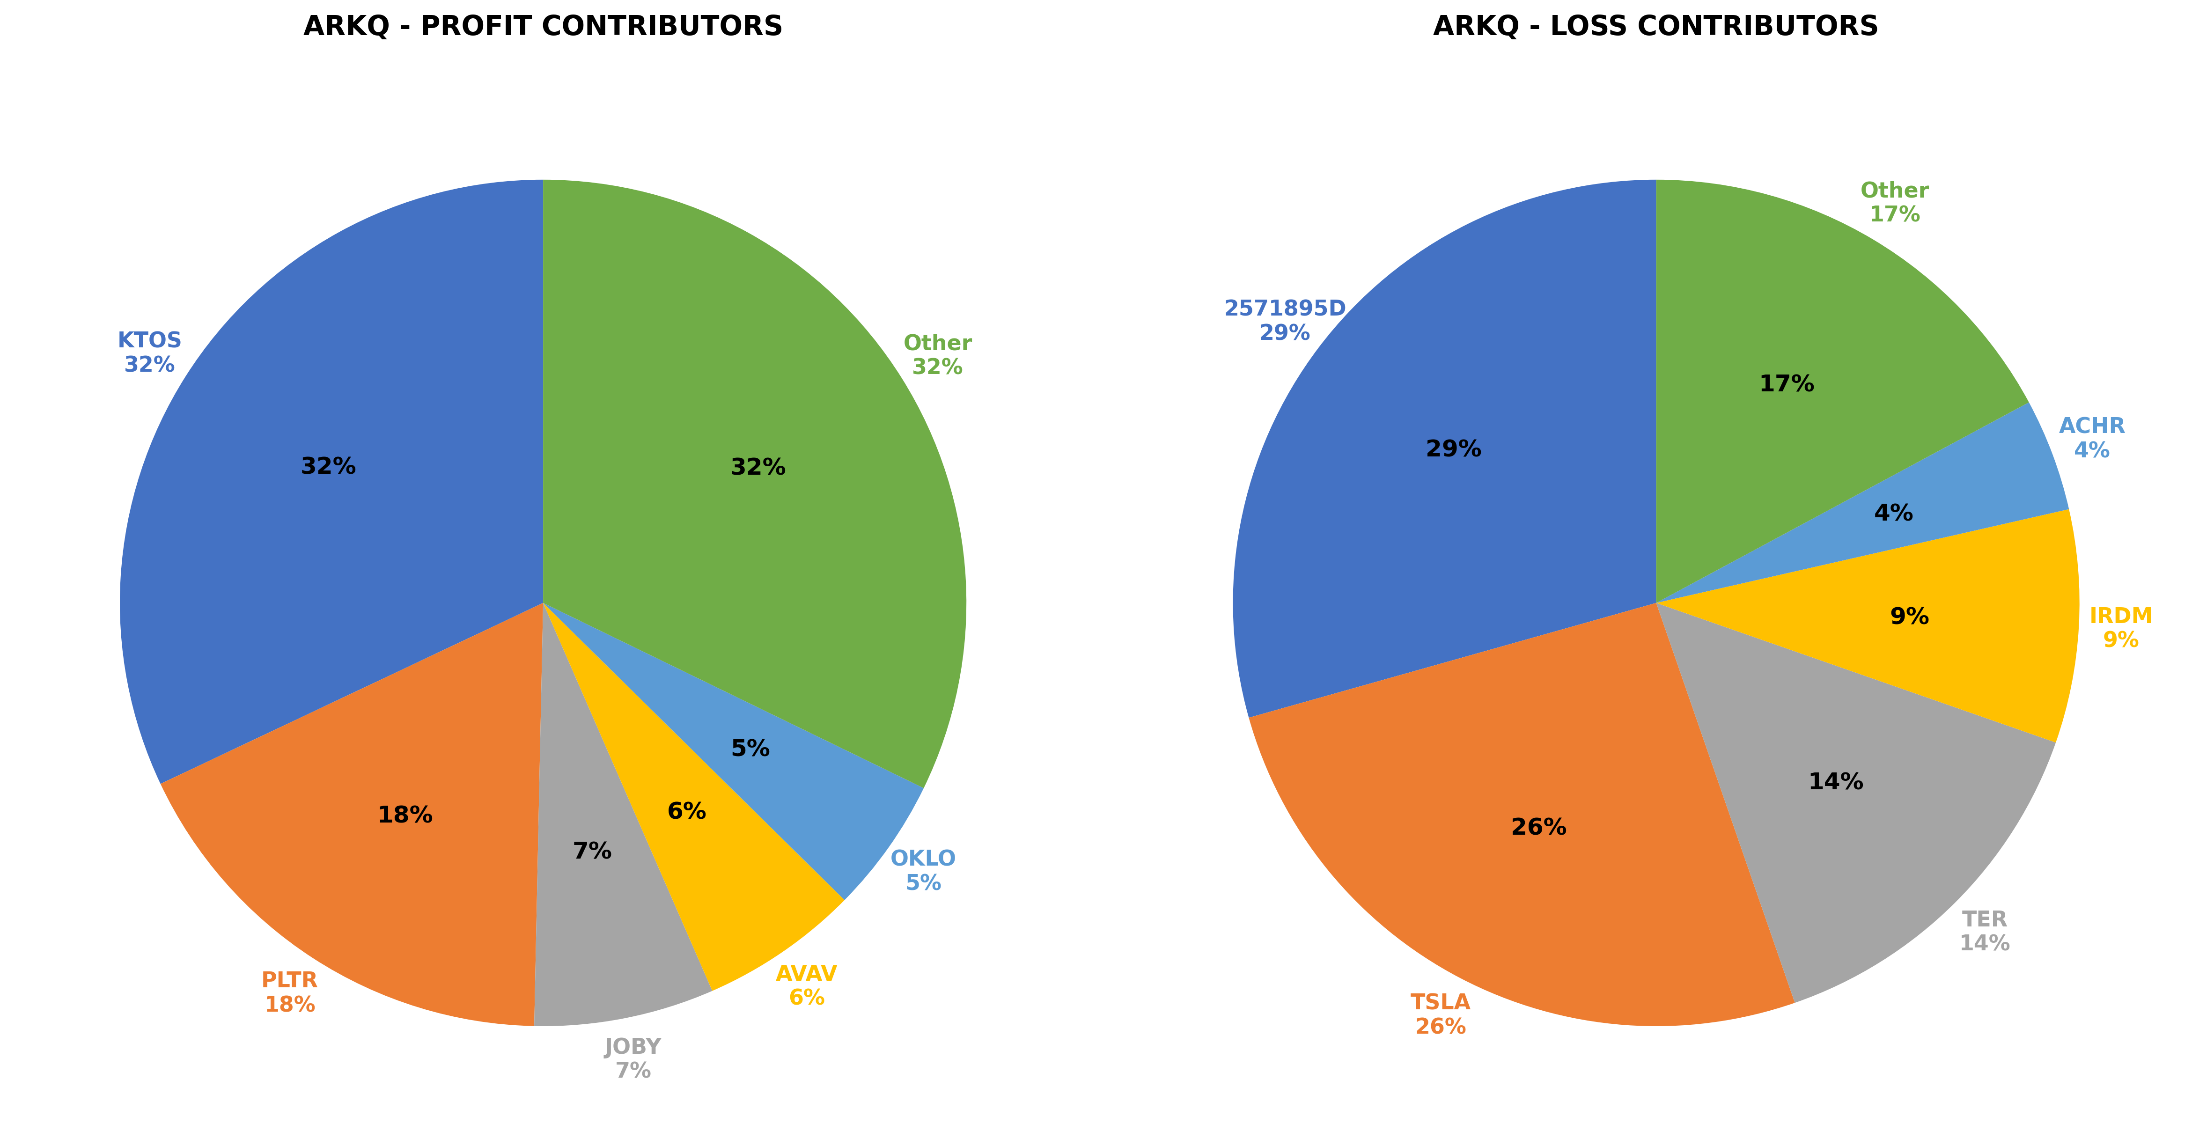 ARKQ - PROFIT CONTRIBUTORS
KTOS
32%
32%
Other
32%
32%
PLTR
18%
18%
JOBY
7%
7%
AVAV
6%
6%
OKLO
5%
5%
ARKQ - LOSS CONTRIBUTORS
2571895D
29%
29%
Other
17%
17%
ACHR
4%
4%
IRDM
9%
9%
TER
14%
14%
TSLA
26%
26%